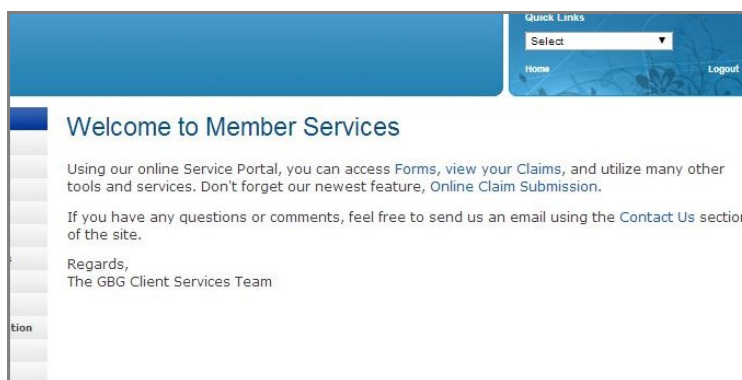 Quick Links
Select
Home
Logout
Welcome to Member Services
Using our online Service Portal, you can access Forms, view your Claims, and utilize many other
tools and services. Don't forget our newest feature, Online Claim Submission.
If you have any questions or comments, feel free to send us an email using the Contact Us section
of the site.
Regards,
The GBG Client Services Team
tion